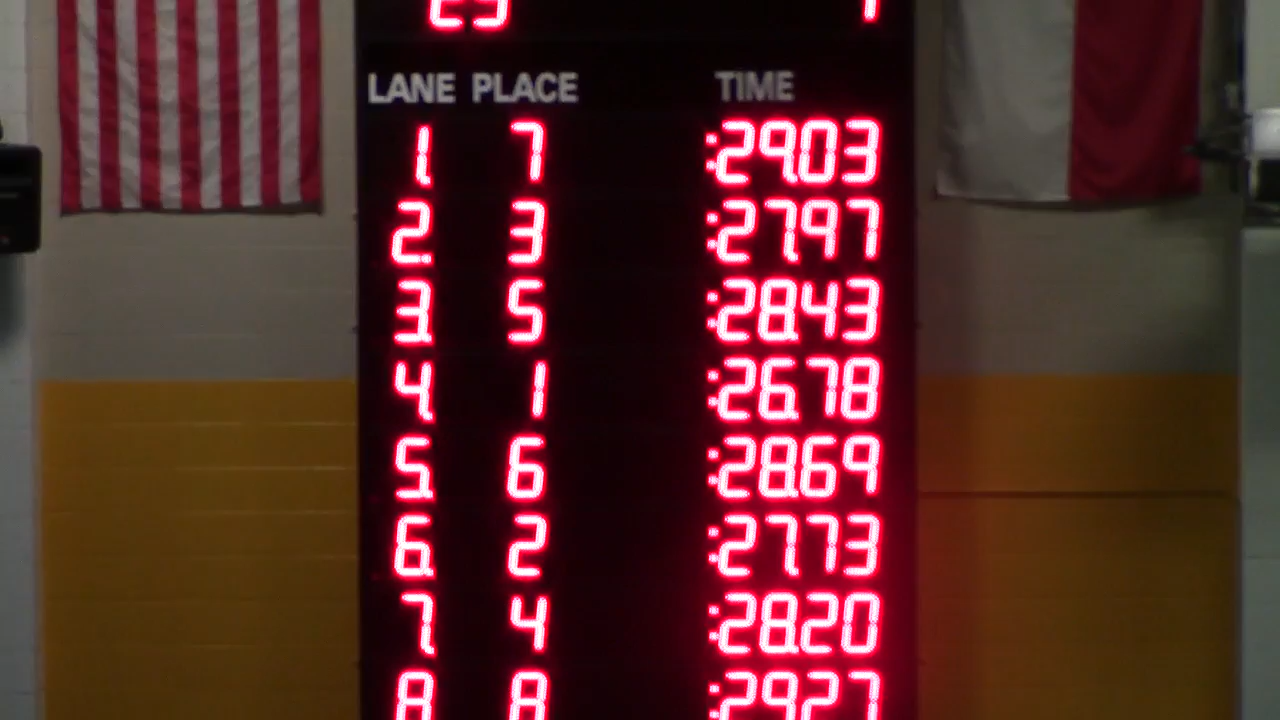 LANE PLACE TIME
1 7 :29.03
2 3 :27.97
3 5 :28.43
4 1 :26.78
5 6 :28.69
6 2 :27.73
7 4 :28.20
8 8 :29.27